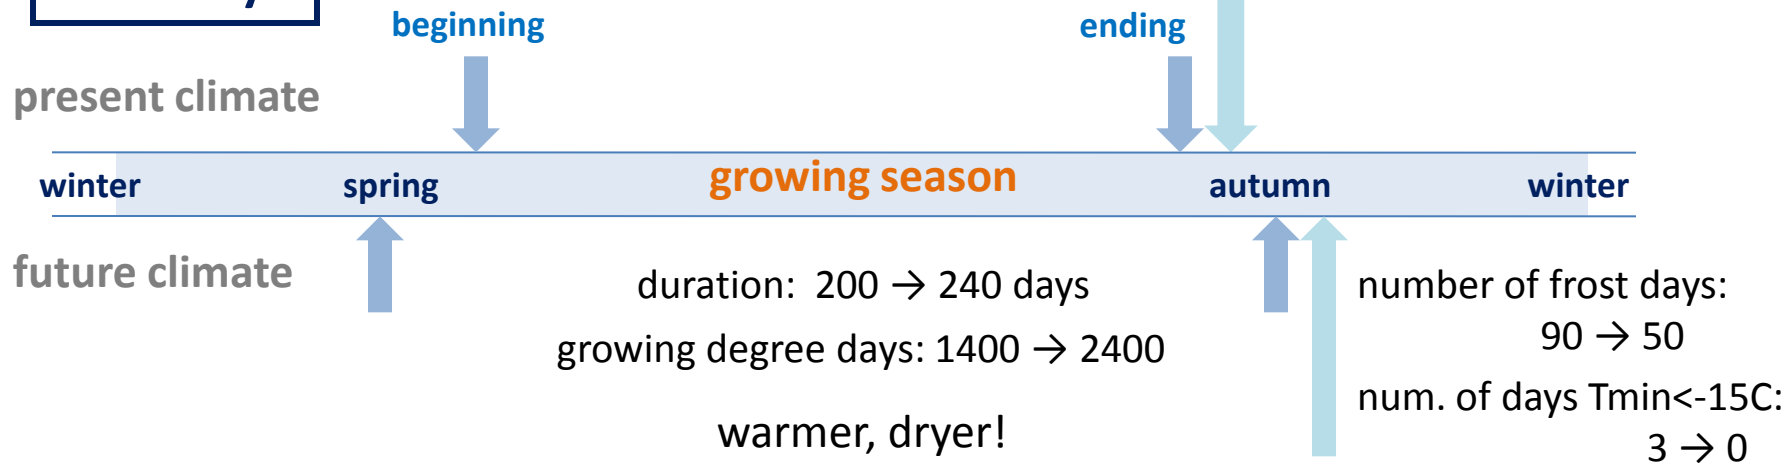 beginning
ending
present climate
winter
spring
growing season
autumn
winter
future climate
duration: 200 → 240 days
growing degree days: 1400 → 2400
warmer, dryer!
number of frost days:
90 → 50
num. of days Tmin<-15C:
3 → 0